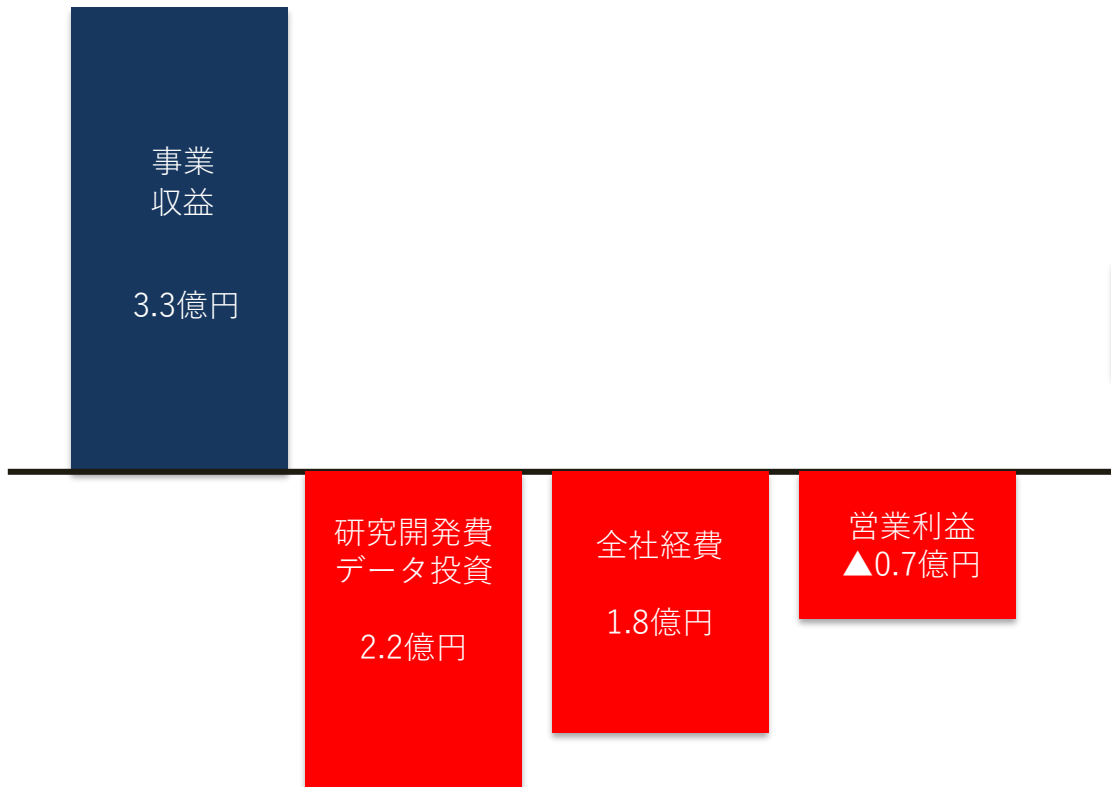 事業
収益
3.3億円
研究開発費
データ投資
2.2億円
全社経費
1.8億円
営業利益
▲0.7億円